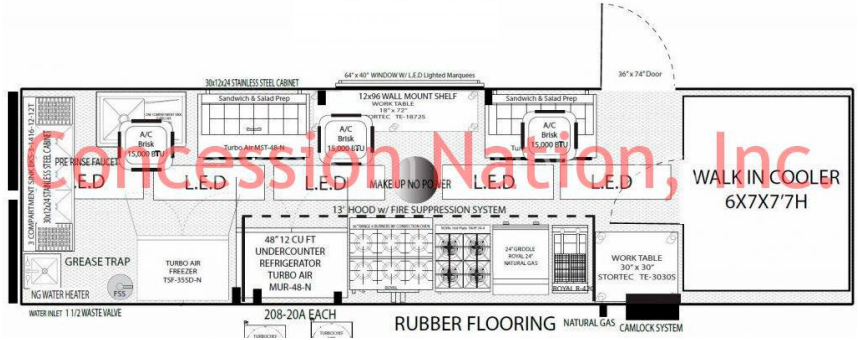 36" x 74" Door
64" x 40" WINDOW W/ L.E.D Lighted Marquees
30x12x24 STAINLESS STEEL CABINET
12x96 WALL MOUNT SHELF
WORK TABLE
18" x 72"
STORTEC TE-1872S
Sandwich & Salad Prep
Turbo Air MST-48-N
Sandwich & Salad Prep
A/C
Brisk
15,000 BTU
A/C
Brisk
15,000 BTU
A/C
Brisk
15,000 BTU
3 COMPARTMENT SINK
30x12x24 STAINLESS STEEL CABINET
PRE RINSE FAUCET
Concession Nation, Inc.
L.E.D
L.E.D
L.E.D
L.E.D
L.E.D
MAKE UP NO POWER
WALK IN COOLER
6X7X7'7H
13' HOOD w/ FIRE SUPPRESSION SYSTEM
GREASE TRAP
FSS
NG WATER HEATER
TURBO AIR
FREEZER
TSF-35SD-N
48" 12 CU FT
UNDERCOUNTER
REFRIGERATOR
TURBO AIR
MUR-48-N
ROYAL
24" GRIDDLE
ROYAL 24"
NATURAL GAS
WORK TABLE
30" x 30"
STORTEC TE-3030S
WATER INLET 1 1/2 WASTE VALVE
208-20A EACH
RUBBER FLOORING
NATURAL GAS
CAMLOCK SYSTEM
TURBOCHEF
TURBOCHEF